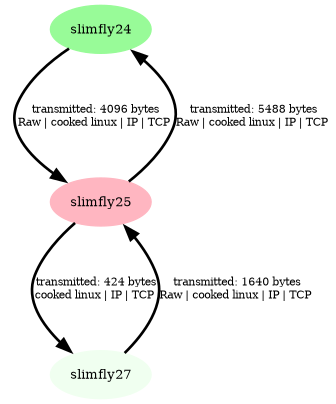 slimfly24
transmitted: 4096 bytes
Raw | cooked linux | IP | TCP
transmitted: 5488 bytes
Raw | cooked linux | IP | TCP
slimfly25
transmitted: 424 bytes
cooked linux | IP | TCP
transmitted: 1640 bytes
Raw | cooked linux | IP | TCP
slimfly27